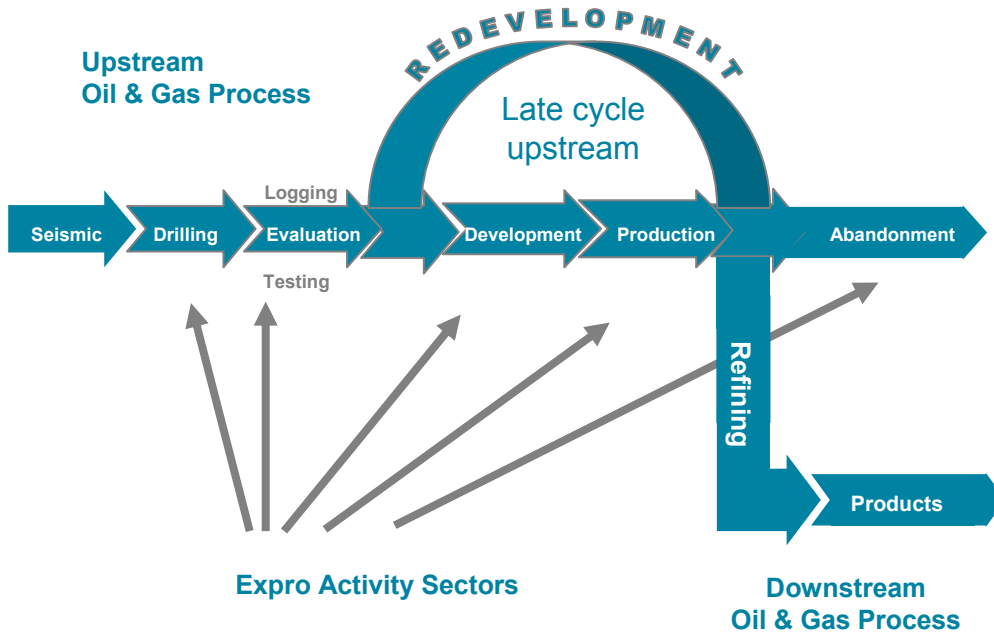 REDEVELOPMENT
Upstream
Oil & Gas Process
Late cycle
upstream
Logging
Seismic
Drilling
Evaluation
Development
Production
Abandonment
Testing
Refining
Products
Expro Activity Sectors
Downstream
Oil & Gas Process